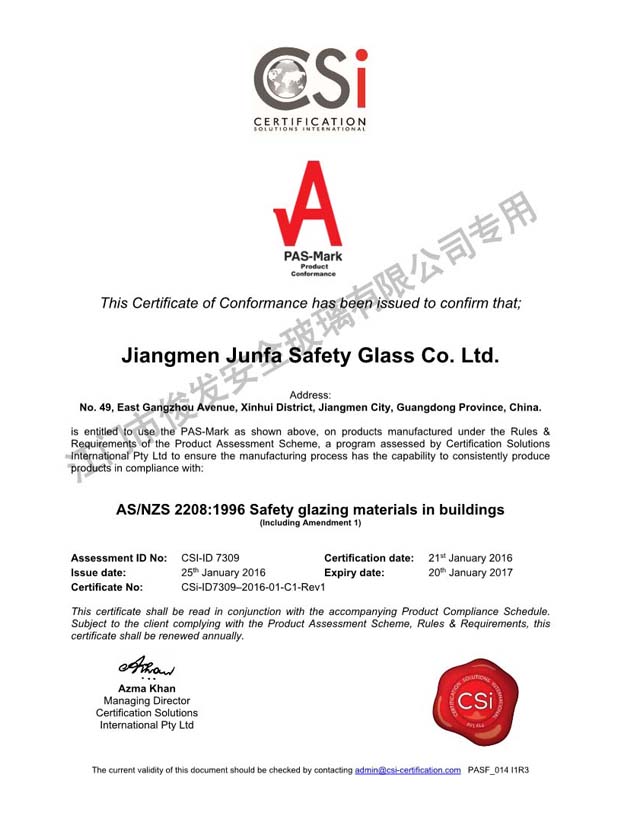 CSi
CERTIFICATION
SOLUTIONS INTERNATIONAL
PAS-Mark
Product
Conformance
This Certificate of Conformance has been issued to confirm that;
Jiangmen Junfa Safety Glass Co. Ltd.
Address:
No. 49, East Gangzhou Avenue, Xinhui District, Jiangmen City, Guangdong Province, China.
is entitled to use the PAS-Mark as shown above, on products manufactured under the Rules &
Requirements of the Product Assessment Scheme, a program assessed by Certification Solutions
International Pty Ltd to ensure the manufacturing process has the capability to consistently produce
products in compliance with:
AS/NZS 2208:1996 Safety glazing materials in buildings
(Including Amendment 1)
Assessment ID No: CSI-ID 7309 Certification date: 21st January 2016
Issue date: 25th January 2016 Expiry date: 20th January 2017
Certificate No: CSi-ID7309–2016-01-C1-Rev1
This certificate shall be read in conjunction with the accompanying Product Compliance Schedule.
Subject to the client complying with the Product Assessment Scheme, Rules & Requirements, this
certificate shall be renewed annually.
Azma Khan
Managing Director
Certification Solutions
International Pty Ltd
CERTIFICATION SOLUTIONS INTERNATIONAL
CSi
Pty Ltd
The current validity of this document should be checked by contacting admin@csi-certification.com PASF_014 I1R3
江门市俊发安全玻璃有限公司专用